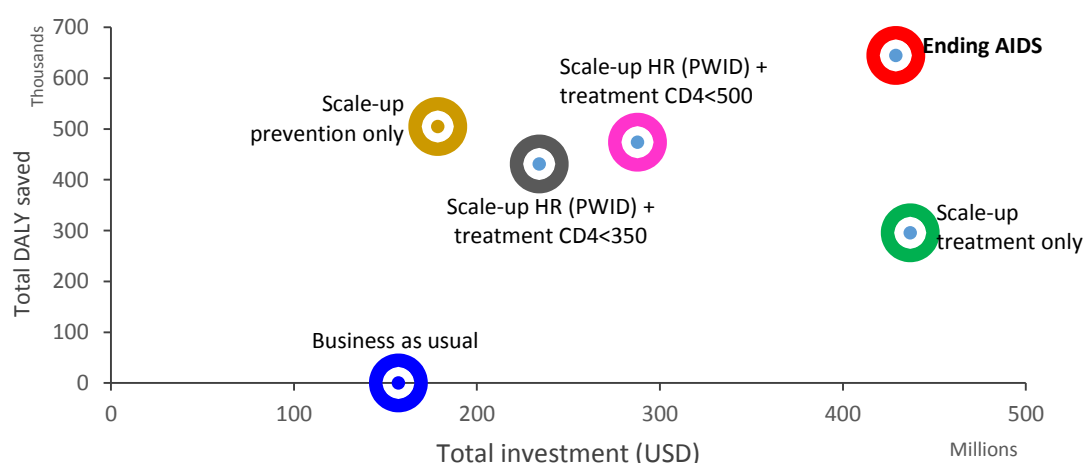 700
Thousands
600
500
400
300
200
100
0
Total DALY saved
Ending AIDS
Scale-up HR (PWID) +
treatment CD4<500
Scale-up
prevention only
Scale-up HR (PWID) +
treatment CD4<350
Scale-up
treatment only
Business as usual
0 100 200 300 400 500
Total investment (USD)
Millions